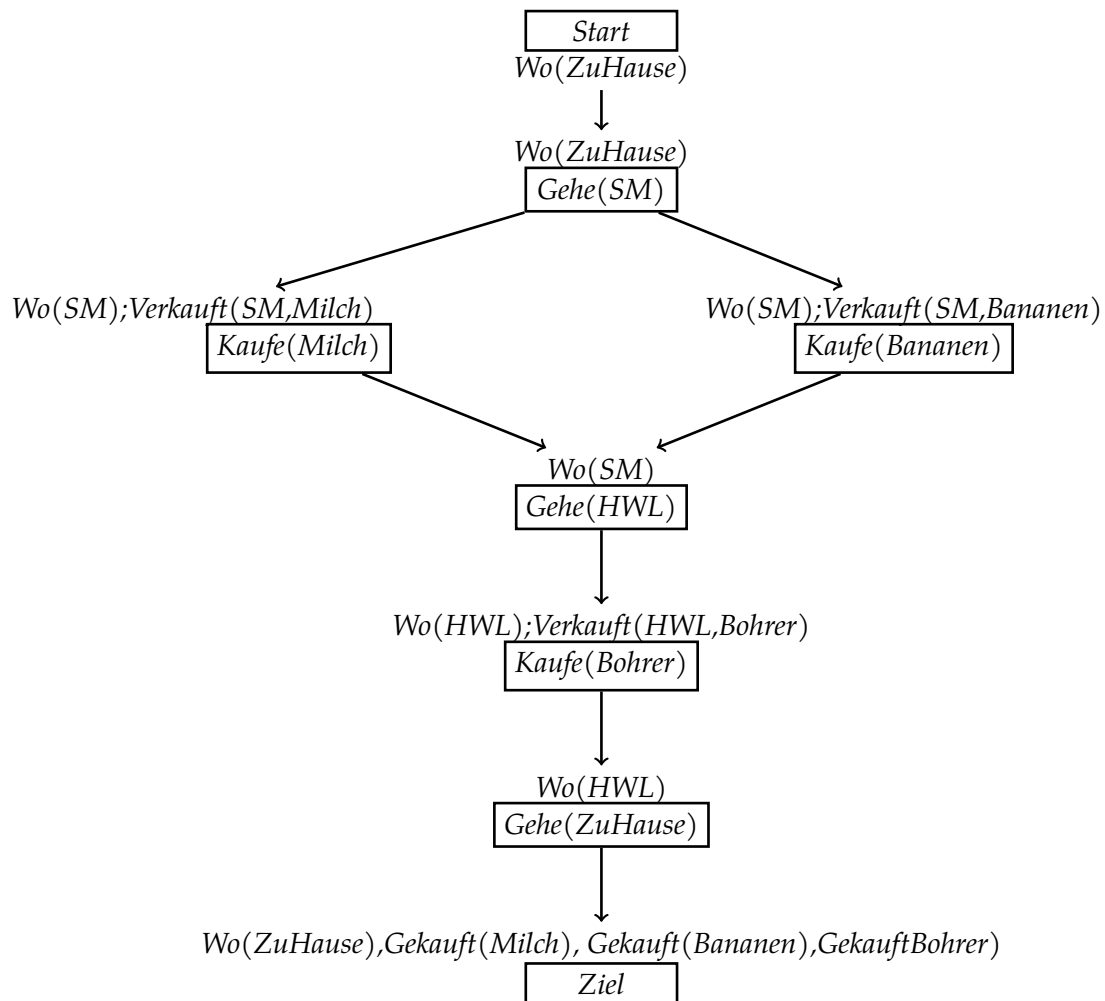 Start
Wo(ZuHause)
Wo(ZuHause)
Gehe(SM)
Wo(SM);Verkauft(SM,Milch)
Kaufe(Milch)
Wo(SM);Verkauft(SM,Bananen)
Kaufe(Bananen)
Wo(SM)
Gehe(HWL)
Wo(HWL);Verkauft(HWL,Bohrer)
Kaufe(Bohrer)
Wo(HWL)
Gehe(ZuHause)
Wo(ZuHause),Gekauft(Milch), Gekauft(Bananen),GekauftBohrer)
Ziel